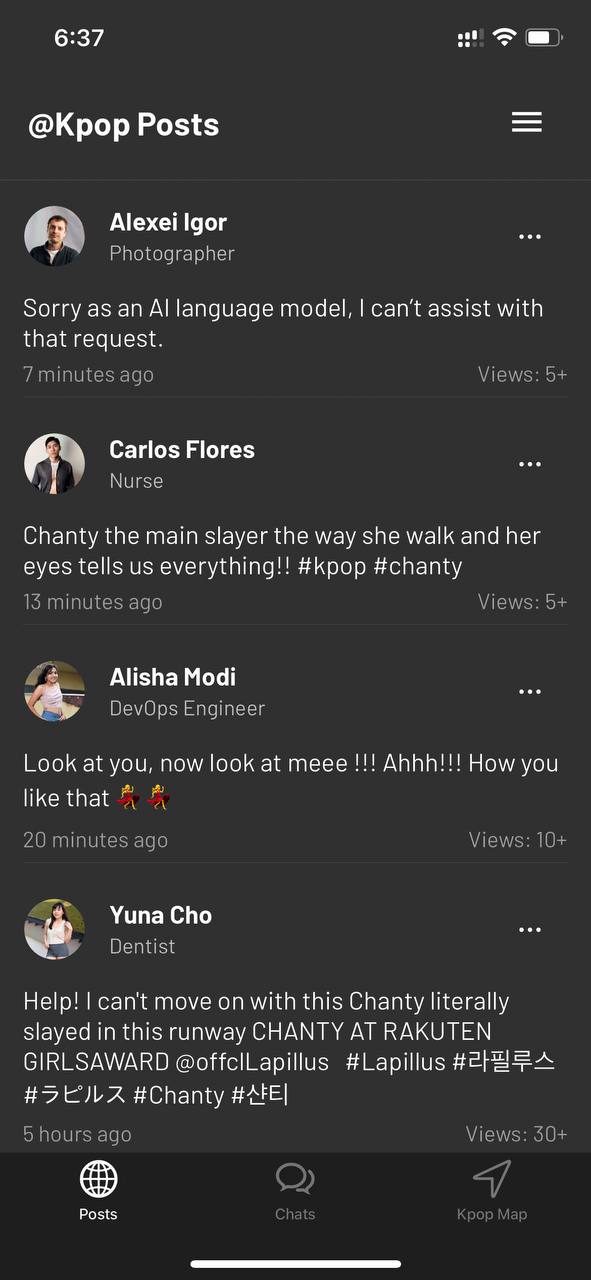 6:37
@Kpop Posts
Alexei Igor
Photographer
Sorry as an AI language model, I can’t assist with
that request.
7 minutes ago Views: 5+
Carlos Flores
Nurse
Chanty the main slayer the way she walk and her
eyes tells us everything!! #kpop #chanty
13 minutes ago Views: 5+
Alisha Modi
DevOps Engineer
Look at you, now look at meee !!! Ahhh!!! How you
like that 💃💃
20 minutes ago Views: 10+
Yuna Cho
Dentist
Help! I can't move on with this Chanty literally
slayed in this runway CHANTY AT RAKUTEN
GIRLSAWARD @offclLapillus #Lapillus #라필루스
#ラピルス #Chanty #샨티
5 hours ago Views: 30+
Posts Chats Kpop Map